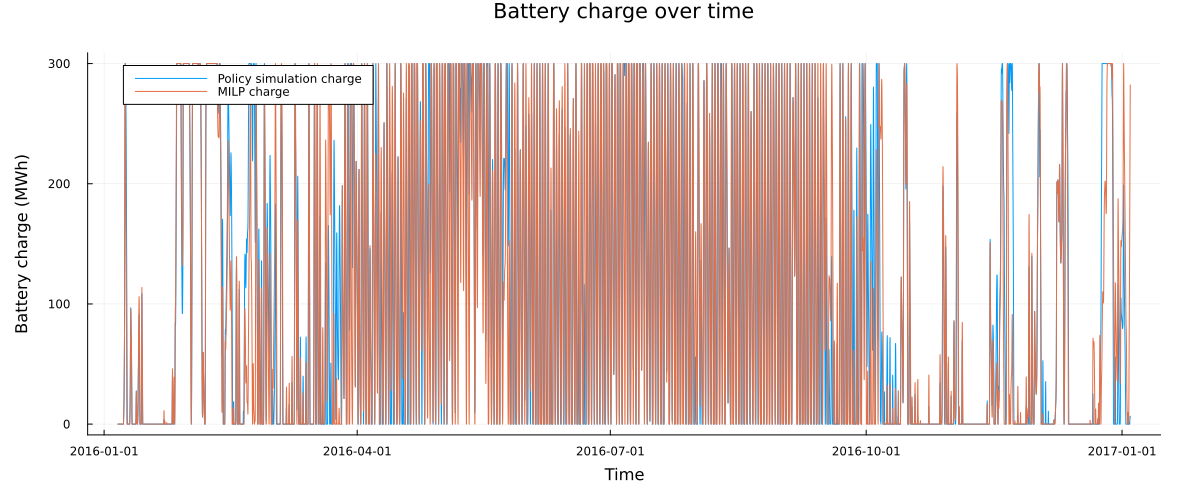 Battery charge over time
Policy simulation charge
MILP charge
300
200
100
0
Battery charge (MWh)
2016-01-01
2016-04-01
2016-07-01
2016-10-01
2017-01-01
Time